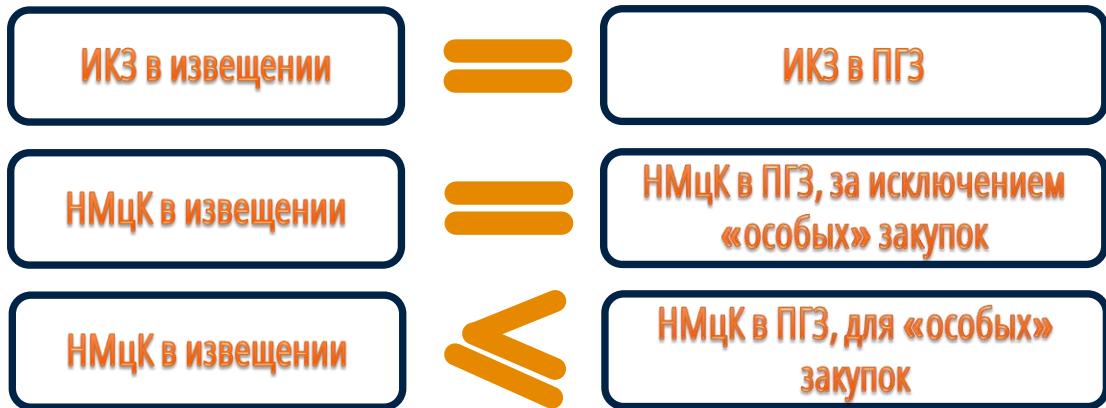 ИКЗ в извещении = ИКЗ в ПГЗ
НМцК в извещении = НМцК в ПГЗ, за исключением
«особых» закупок
НМцК в извещении ≤ НМцК в ПГЗ, для «особых»
закупок